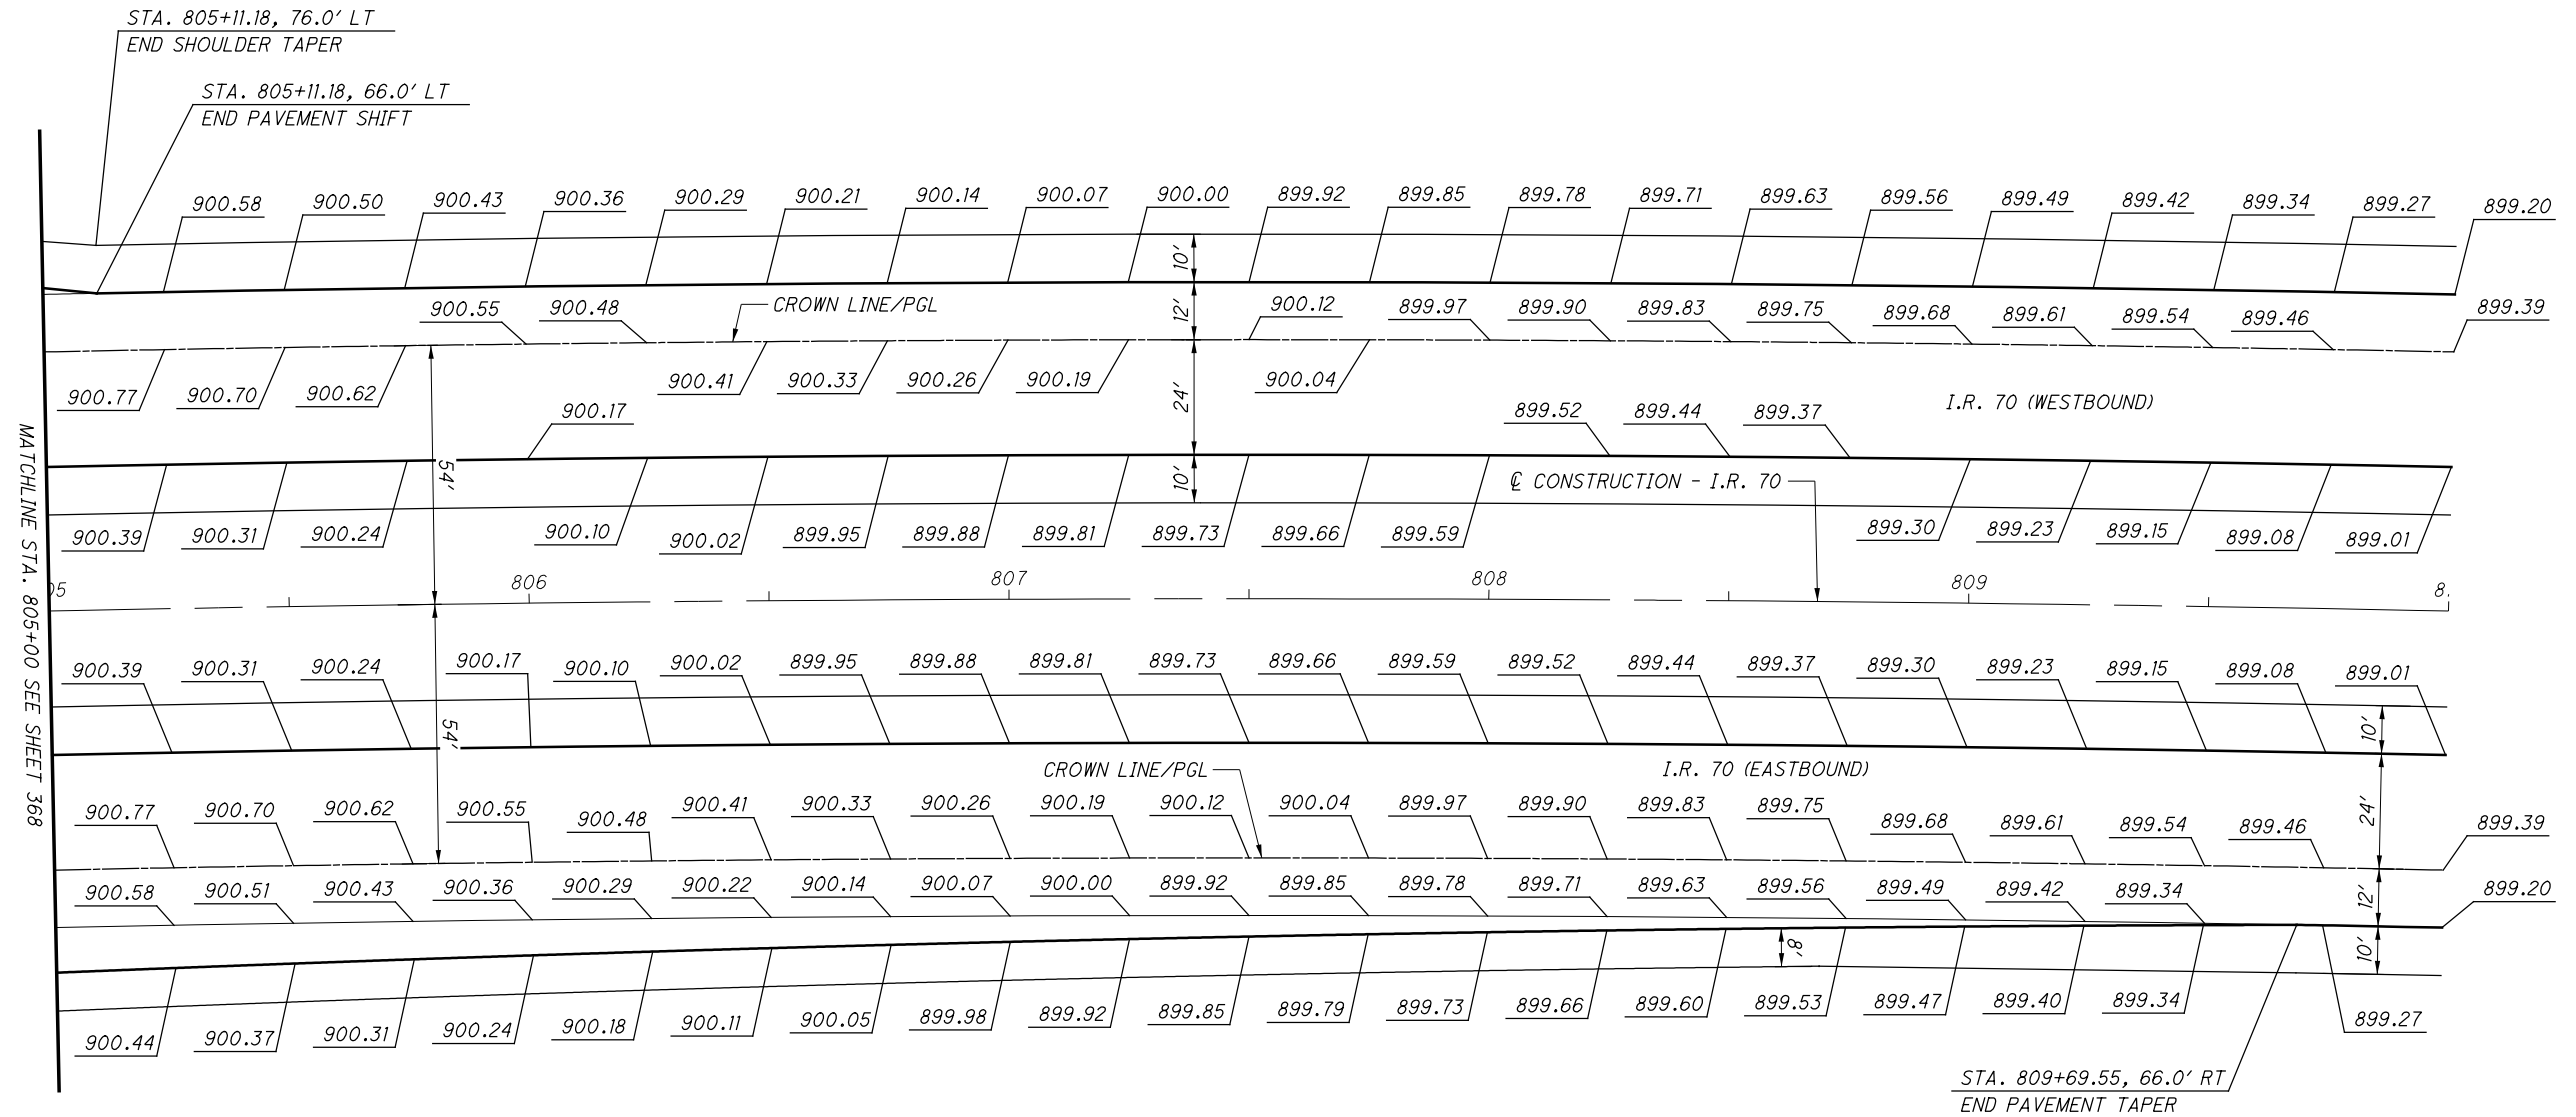 STA. 805+11.18, 76.0' LT
END SHOULDER TAPER
STA. 805+11.18, 66.0' LT
END PAVEMENT SHIFT
900.58 900.50 900.43 900.36 900.29 900.21 900.14 900.07 900.00 899.92 899.85 899.78 899.71 899.63 899.56 899.49 899.42 899.34 899.27 899.20
10'
900.55 900.48 CROWN LINE/PGL 12' 900.12 899.97 899.90 899.83 899.75 899.68 899.61 899.54 899.46 899.39
900.77 900.70 900.62 900.41 900.33 900.26 900.19 24' 900.04
I.R. 70 (WESTBOUND)
900.17 899.52 899.44 899.37
54' 10' ℄ CONSTRUCTION - I.R. 70
900.39 900.31 900.24 900.10 900.02 899.95 899.88 899.81 899.73 899.66 899.59 899.30 899.23 899.15 899.08 899.01
MATCHLINE STA. 805+00 SEE SHEET 368
05 806 807 808 809 8
900.39 900.31 900.24 900.17 900.10 900.02 899.95 899.88 899.81 899.73 899.66 899.59 899.52 899.44 899.37 899.30 899.23 899.15 899.08 899.01
54' 10'
CROWN LINE/PGL I.R. 70 (EASTBOUND)
900.77 900.70 900.62 900.55 900.48 900.41 900.33 900.26 900.19 900.12 900.04 899.97 899.90 899.83 899.75 899.68 899.61 899.54 899.46 24' 899.39
900.58 900.51 900.43 900.36 900.29 900.22 900.14 900.07 900.00 899.92 899.85 899.78 899.71 899.63 899.56 899.49 899.42 899.34 12' 899.20
8' 10'
900.44 900.37 900.31 900.24 900.18 900.11 900.05 899.98 899.92 899.85 899.79 899.73 899.66 899.60 899.53 899.47 899.40 899.34 899.27
STA. 809+69.55, 66.0' RT
END PAVEMENT TAPER